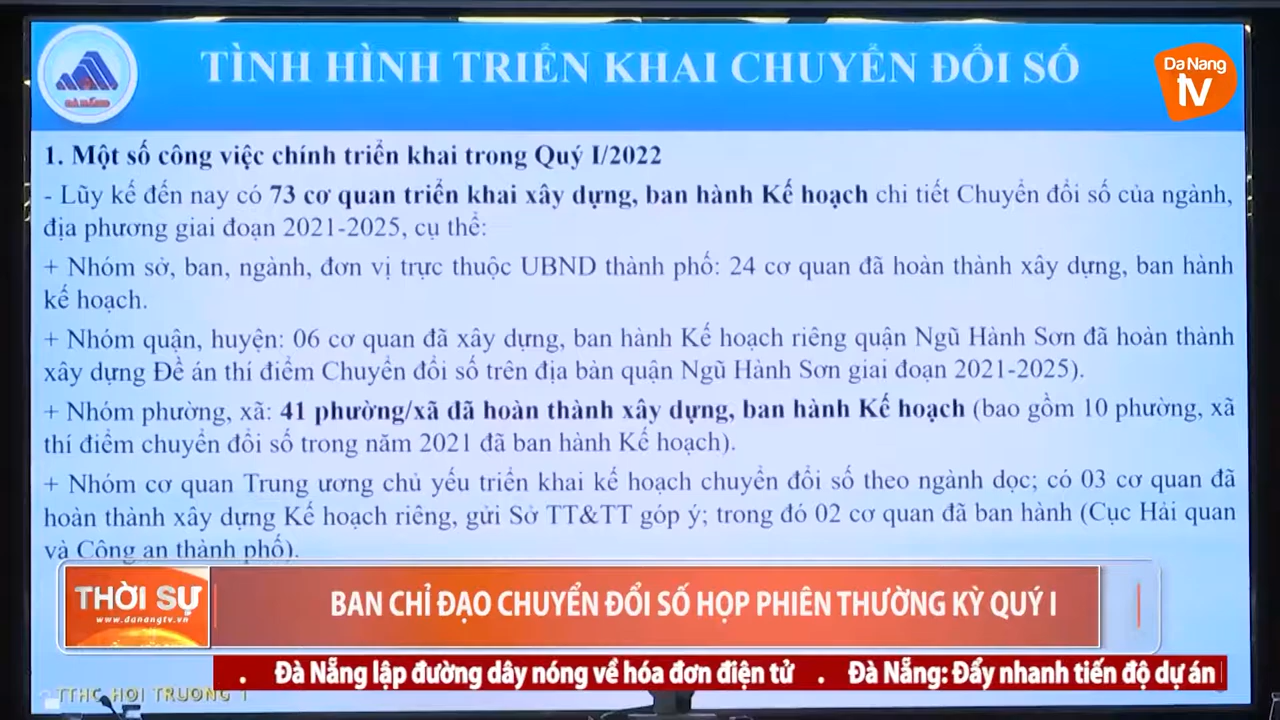 TÌNH HÌNH TRIỂN KHAI CHUYỂN ĐỔI SỐ
Da Nang
tv
ĐÀ NẴNG
1. Một số công việc chính triển khai trong Quý I/2022
- Lũy kế đến nay có 73 cơ quan triển khai xây dựng, ban hành Kế hoạch chi tiết Chuyển đổi số của ngành,
địa phương giai đoạn 2021-2025, cụ thể:
+ Nhóm sở, ban, ngành, đơn vị trực thuộc UBND thành phố: 24 cơ quan đã hoàn thành xây dựng, ban hành
kế hoạch.
+ Nhóm quận, huyện: 06 cơ quan đã xây dựng, ban hành Kế hoạch riêng quận Ngũ Hành Sơn đã hoàn thành
xây dựng Đề án thí điểm Chuyển đổi số trên địa bàn quận Ngũ Hành Sơn giai đoạn 2021-2025).
+ Nhóm phường, xã: 41 phường/xã đã hoàn thành xây dựng, ban hành Kế hoạch (bao gồm 10 phường, xã
thí điểm chuyển đổi số trong năm 2021 đã ban hành Kế hoạch).
+ Nhóm cơ quan Trung ương chủ yếu triển khai kế hoạch chuyển đổi số theo ngành dọc; có 03 cơ quan đã
hoàn thành xây dựng Kế hoạch riêng, gửi Sở TT&TT góp ý; trong đó 02 cơ quan đã ban hành (Cục Hải quan
và Công an thành phố).
THỜI SỰ
www.danangtv.vn
BAN CHỈ ĐẠO CHUYỂN ĐỔI SỐ HỌP PHIÊN THƯỜNG KỲ QUÝ I
. Đà Nẵng lập đường dây nóng về hóa đơn điện tử . Đà Nẵng: Đẩy nhanh tiến độ dự án
TTHC HOI TRUONG 1